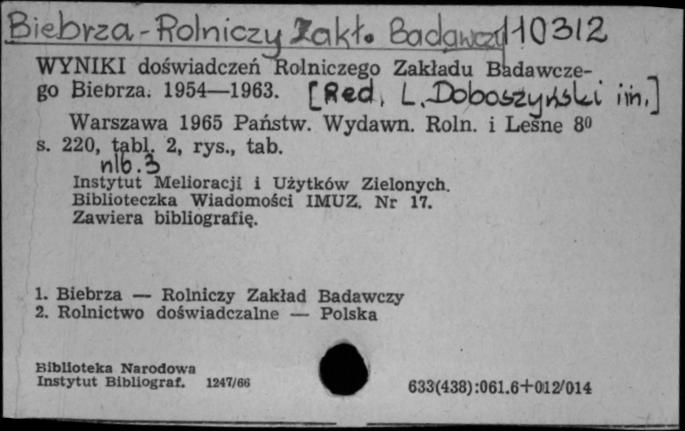 Biebrza - Rolniczy Zakł. Badawczy 110312
WYNIKI doświadczeń Rolniczego Zakładu Badawcze-
go Biebrza. 1954—1963. [Red. L. Doboszyński i in.]
Warszawa 1965 Państw. Wydawn. Roln. i Leśne 8⁰
s. 220, tabl. 2, rys., tab.
nlb. 3
Instytut Melioracji i Użytków Zielonych.
Biblioteczka Wiadomości IMUZ. Nr 17.
Zawiera bibliografię.
1. Biebrza — Rolniczy Zakład Badawczy
2. Rolnictwo doświadczalne — Polska
Biblioteka Narodowa
Instytut Bibliograf. 1247/66
633(438):061.6+012/014